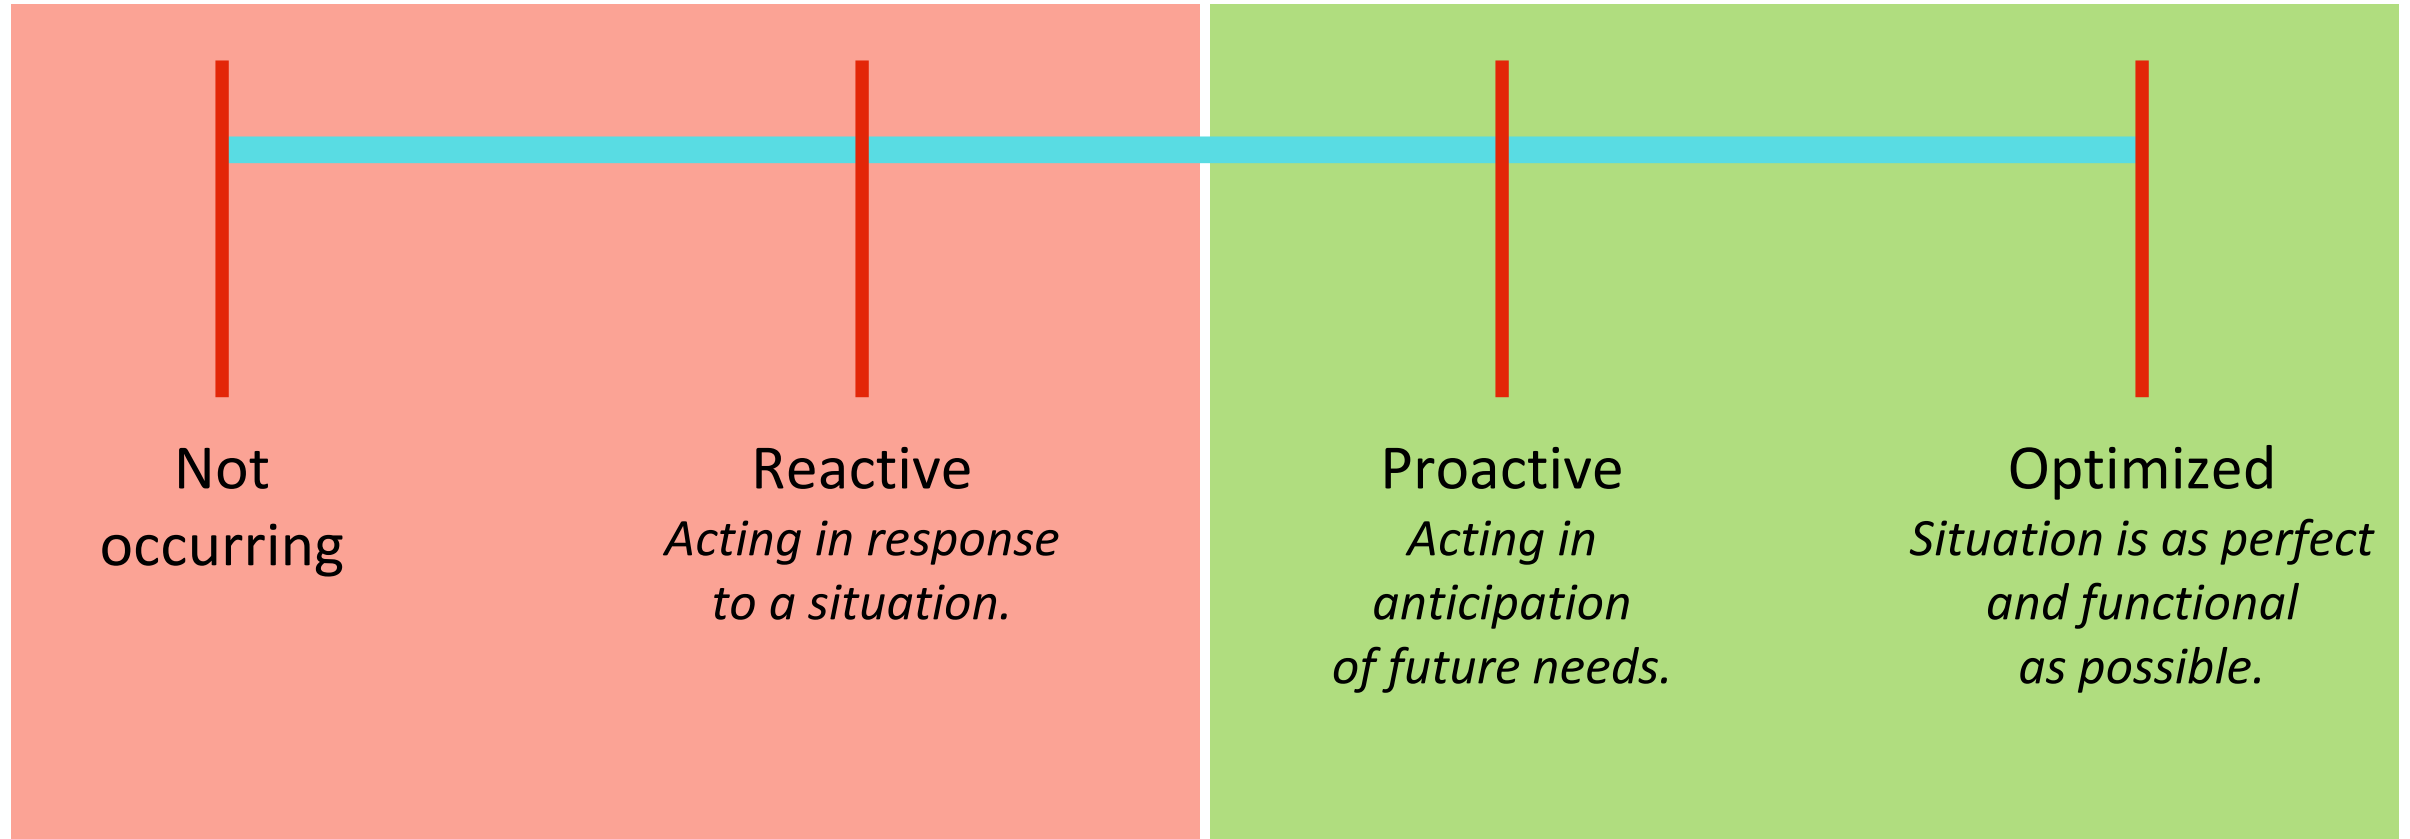 Not
occurring
Reactive
Acting in response
to a situation.
Proactive
Acting in
anticipation
of future needs.
Optimized
Situation is as perfect
and functional
as possible.